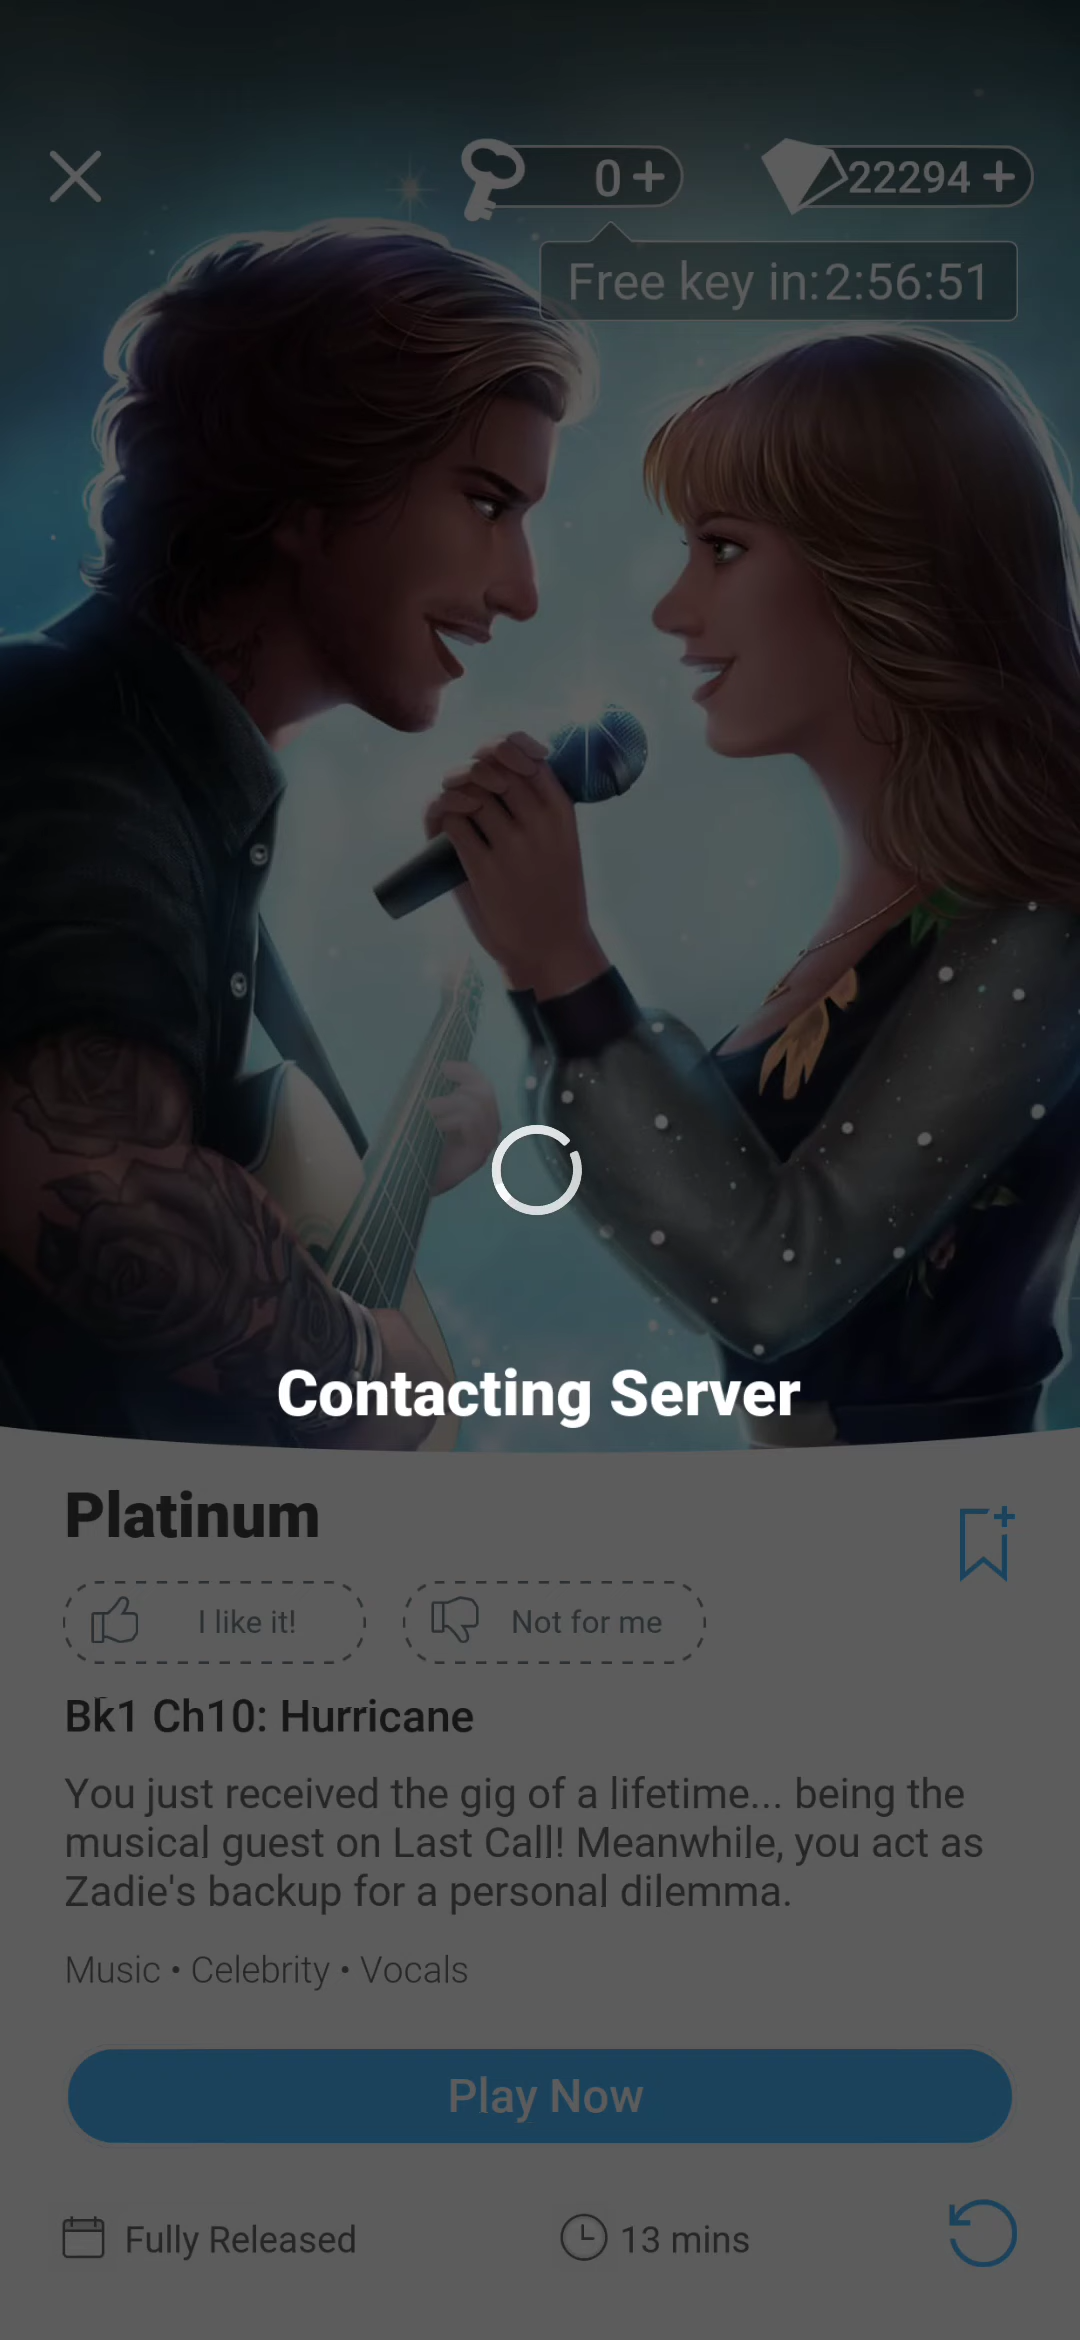 0 +
22294 +
Free key in:2:56:51
Contacting Server
Platinum
I like it!
Not for me
Bk1 Ch10: Hurricane
You just received the gig of a lifetime... being the
musical guest on Last Call! Meanwhile, you act as
Zadie's backup for a personal dilemma.
Music • Celebrity • Vocals
Play Now
Fully Released
13 mins